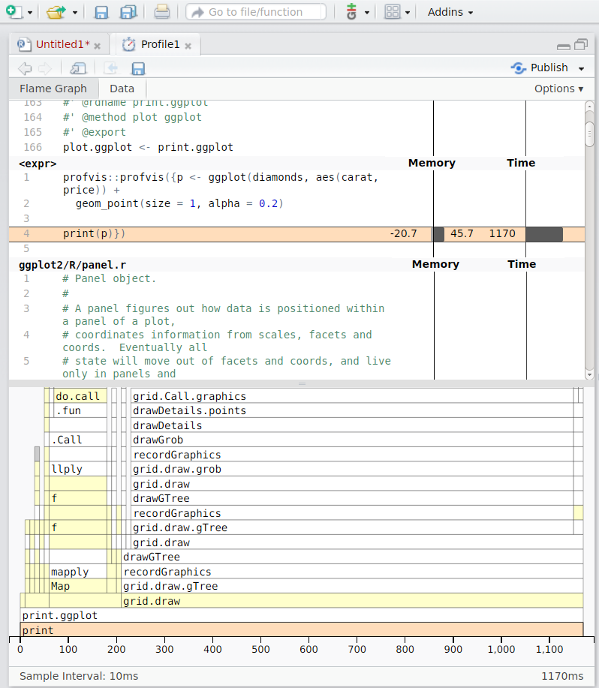 Go to file/function
Addins
Untitled1*
Profile1
Publish
Flame Graph
Data
Options
163 #' @rdname print.ggplot
164 #' @method plot ggplot
165 #' @export
166 plot.ggplot <- print.ggplot
<expr> Memory Time
1 profvis::profvis({p <- ggplot(diamonds, aes(carat,
price)) +
2 geom_point(size = 1, alpha = 0.2)
3
4 print(p)}) -20.7 45.7 1170
5
ggplot2/R/panel.r Memory Time
1 # Panel object.
2 #
3 # A panel figures out how data is positioned within
a panel of a plot,
4 # coordinates information from scales, facets and
coords.  Eventually all
5 # state will move out of facets and coords, and live
only in panels and
do.call grid.Call.graphics
.fun drawDetails.points
drawDetails
.Call drawGrob
recordGraphics
llply grid.draw.grob
grid.draw
f drawGTree
recordGraphics
f grid.draw.gTree
grid.draw
drawGTree
mapply recordGraphics
Map grid.draw.gTree
grid.draw
print.ggplot
print
0 100 200 300 400 500 600 700 800 900 1,000 1,100
Sample Interval: 10ms 1170ms